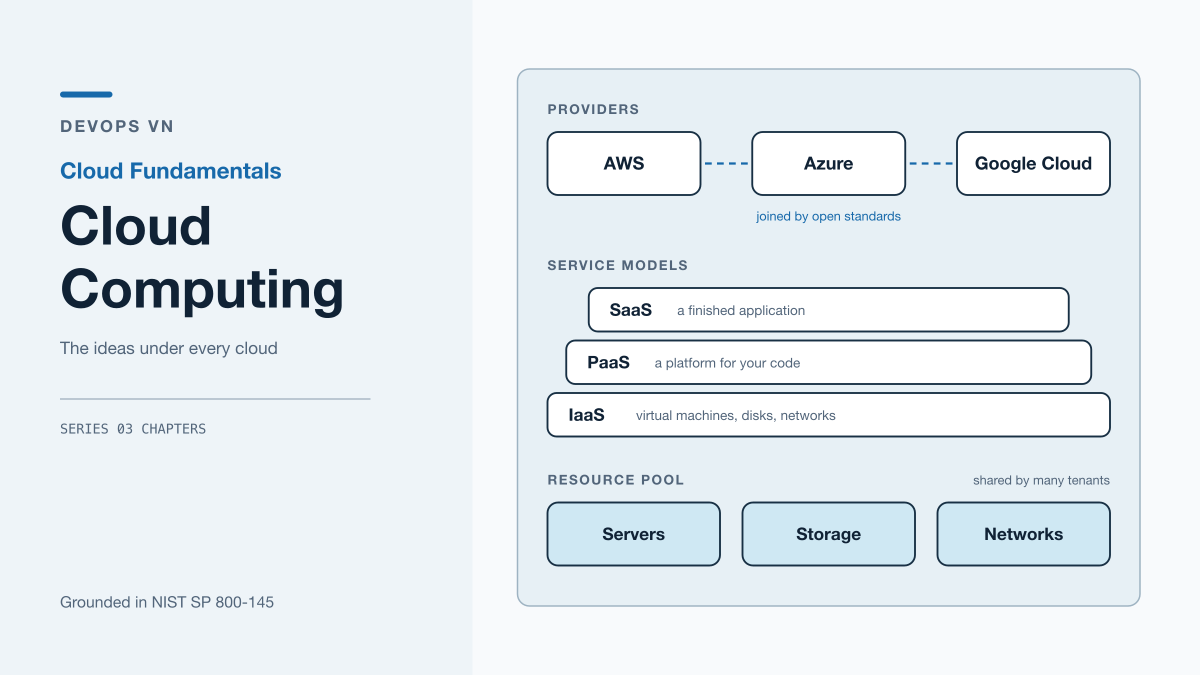 DEVOPS VN
Cloud Fundamentals
Cloud
Computing
The ideas under every cloud
SERIES 03 CHAPTERS
Grounded in NIST SP 800-145
PROVIDERS
AWS
Azure
Google Cloud
joined by open standards
SERVICE MODELS
SaaS a finished application
PaaS a platform for your code
IaaS virtual machines, disks, networks
RESOURCE POOL
shared by many tenants
Servers
Storage
Networks